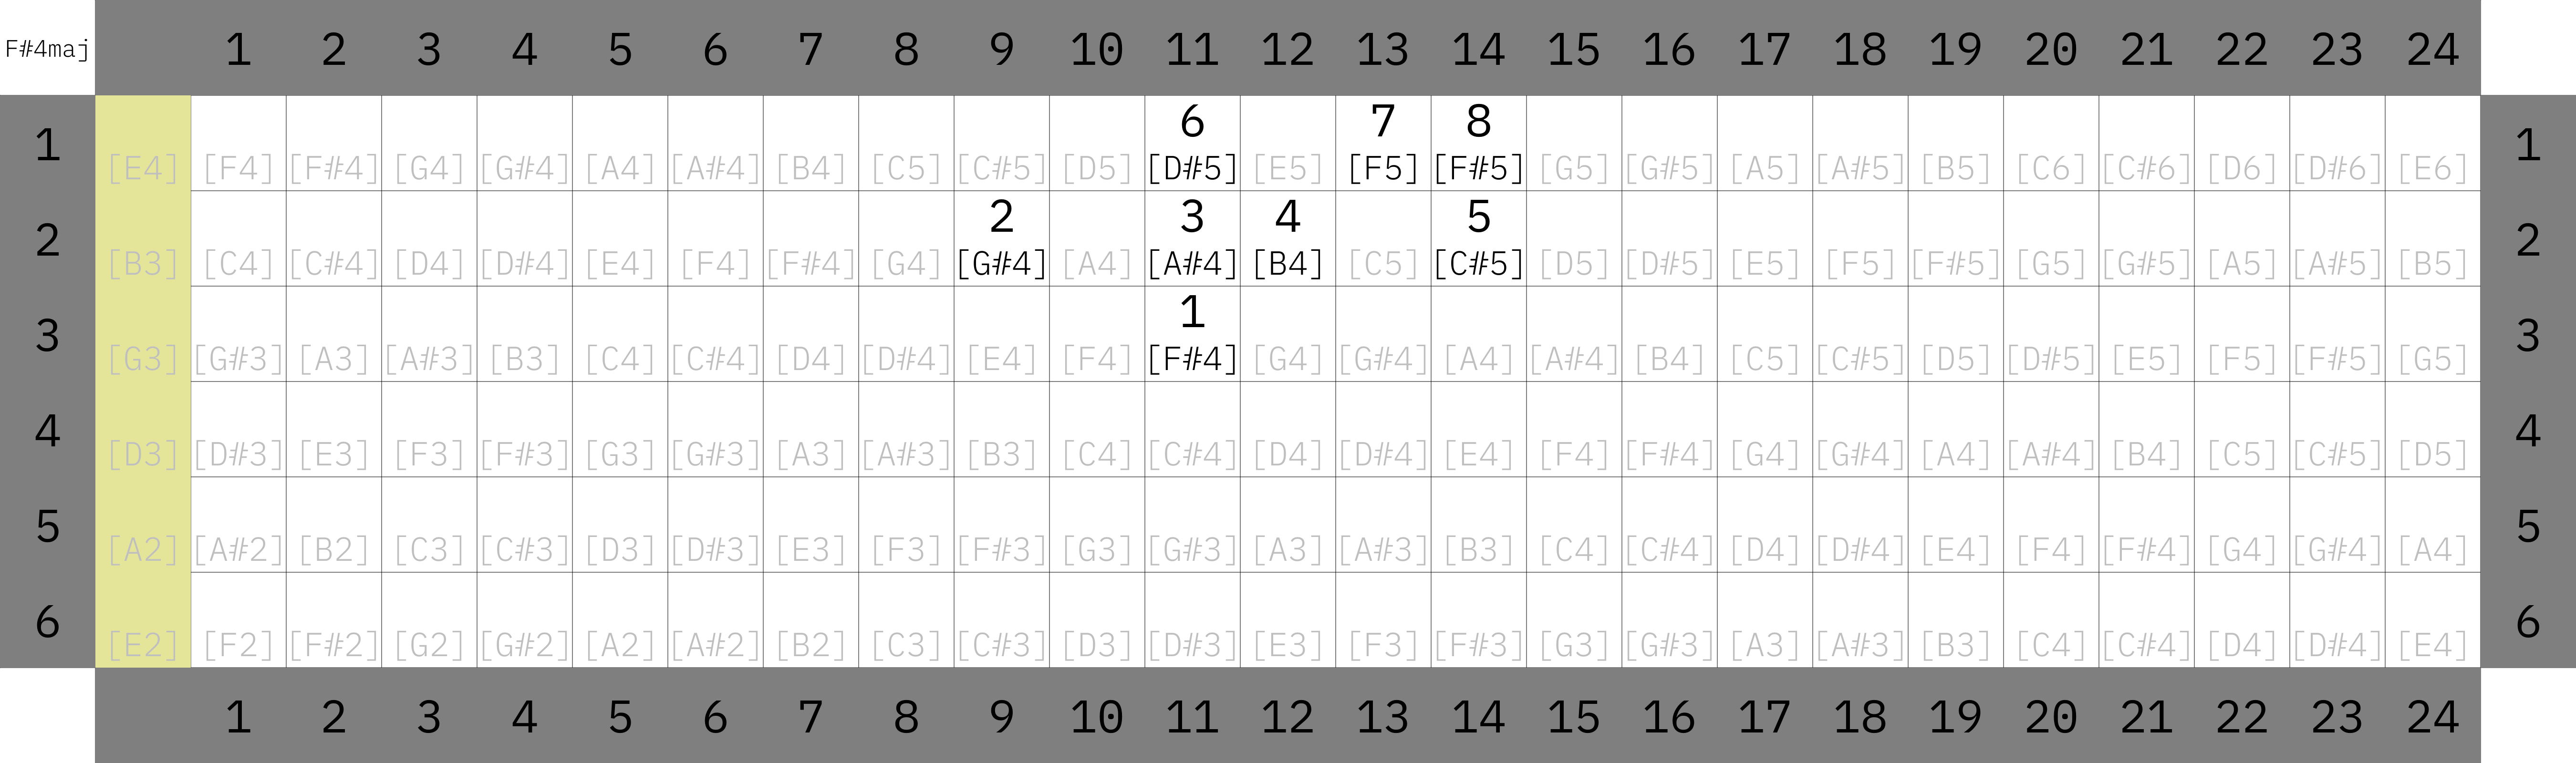 F#4maj 1 2 3 4 5 6 7 8 9 10 11 12 13 14 15 16 17 18 19 20 21 22 23 24
6 7 8
1 [E4] [F4] [F#4] [G4] [G#4] [A4] [A#4] [B4] [C5] [C#5] [D5] [D#5] [E5] [F5] [F#5] [G5] [G#5] [A5] [A#5] [B5] [C6] [C#6] [D6] [D#6] [E6] 1
2 3 4 5
2 [B3] [C4] [C#4] [D4] [D#4] [E4] [F4] [F#4] [G4] [G#4] [A4] [A#4] [B4] [C5] [C#5] [D5] [D#5] [E5] [F5] [F#5] [G5] [G#5] [A5] [A#5] [B5] 2
1
3 [G3] [G#3] [A3] [A#3] [B3] [C4] [C#4] [D4] [D#4] [E4] [F4] [F#4] [G4] [G#4] [A4] [A#4] [B4] [C5] [C#5] [D5] [D#5] [E5] [F5] [F#5] [G5] 3
4 [D3] [D#3] [E3] [F3] [F#3] [G3] [G#3] [A3] [A#3] [B3] [C4] [C#4] [D4] [D#4] [E4] [F4] [F#4] [G4] [G#4] [A4] [A#4] [B4] [C5] [C#5] [D5] 4
5 [A2] [A#2] [B2] [C3] [C#3] [D3] [D#3] [E3] [F3] [F#3] [G3] [G#3] [A3] [A#3] [B3] [C4] [C#4] [D4] [D#4] [E4] [F4] [F#4] [G4] [G#4] [A4] 5
6 [E2] [F2] [F#2] [G2] [G#2] [A2] [A#2] [B2] [C3] [C#3] [D3] [D#3] [E3] [F3] [F#3] [G3] [G#3] [A3] [A#3] [B3] [C4] [C#4] [D4] [D#4] [E4] 6
1 2 3 4 5 6 7 8 9 10 11 12 13 14 15 16 17 18 19 20 21 22 23 24